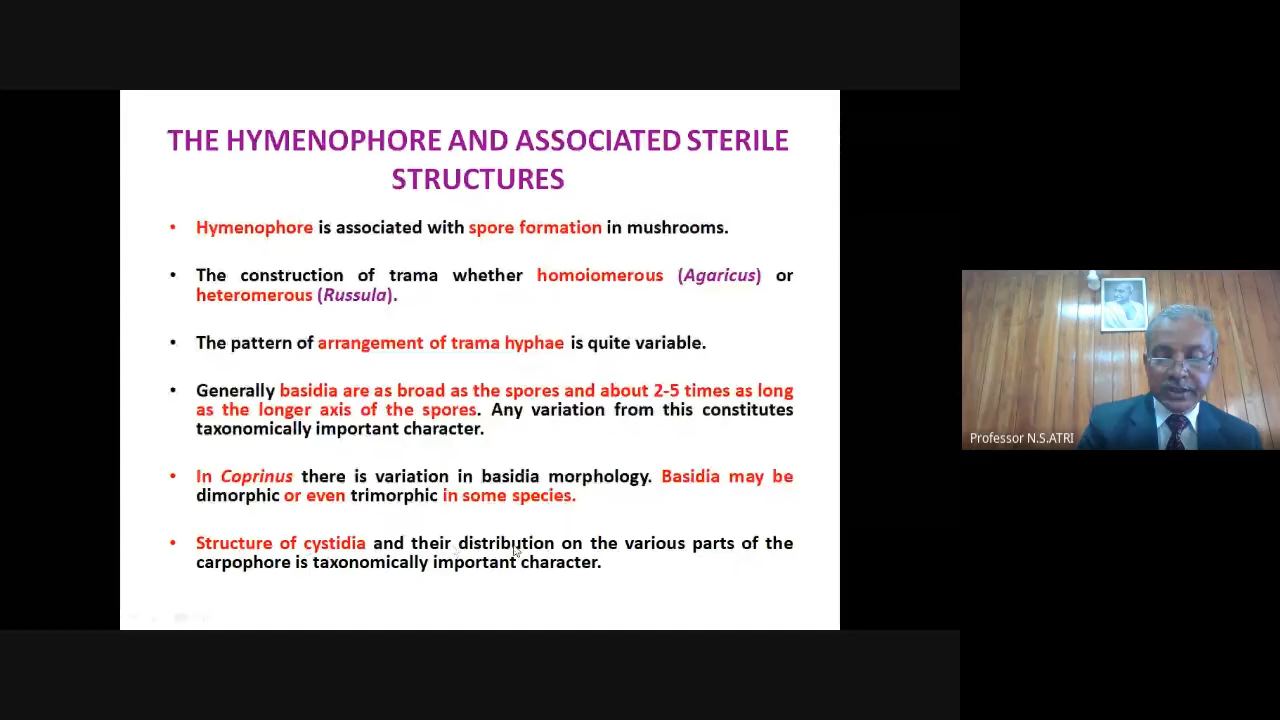 THE HYMENOPHORE AND ASSOCIATED STERILE
STRUCTURES
• Hymenophore is associated with spore formation in mushrooms.
• The construction of trama whether homoiomerous (Agaricus) or
heteromerous (Russula).
• The pattern of arrangement of trama hyphae is quite variable.
• Generally basidia are as broad as the spores and about 2-5 times as long
as the longer axis of the spores. Any variation from this constitutes
taxonomically important character.
• In Coprinus there is variation in basidia morphology. Basidia may be
dimorphic or even trimorphic in some species.
• Structure of cystidia and their distribution on the various parts of the
carpophore is taxonomically important character.
Professor N.S.ATRI